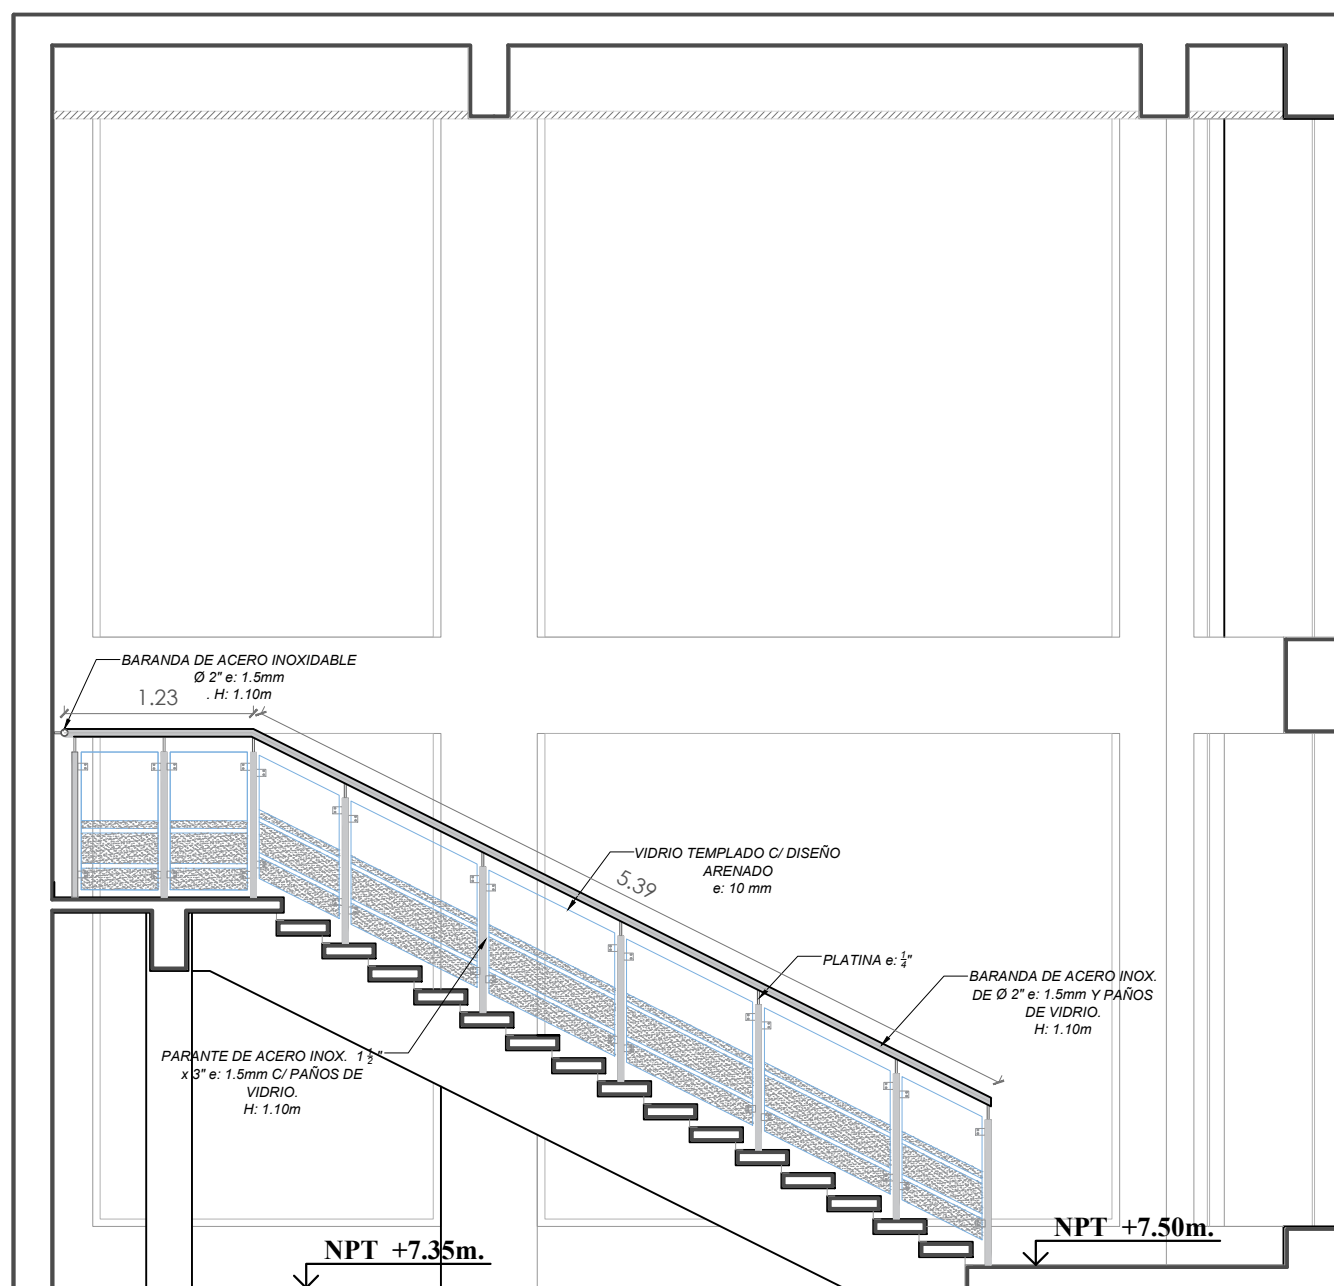 BARANDA DE ACERO INOXIDABLE
Ø 2" e: 1.5mm
. H: 1.10m
1.23
VIDRIO TEMPLADO C/ DISEÑO
ARENADO
e: 10 mm
5.39
PLATINA e: 1/4"
BARANDA DE ACERO INOX.
DE Ø 2" e: 1.5mm Y PAÑOS
DE VIDRIO.
H: 1.10m
PARANTE DE ACERO INOX. 1 1/2"
x 3" e: 1.5mm C/ PAÑOS DE
VIDRIO.
H: 1.10m
NPT +7.50m.
NPT +7.35m.